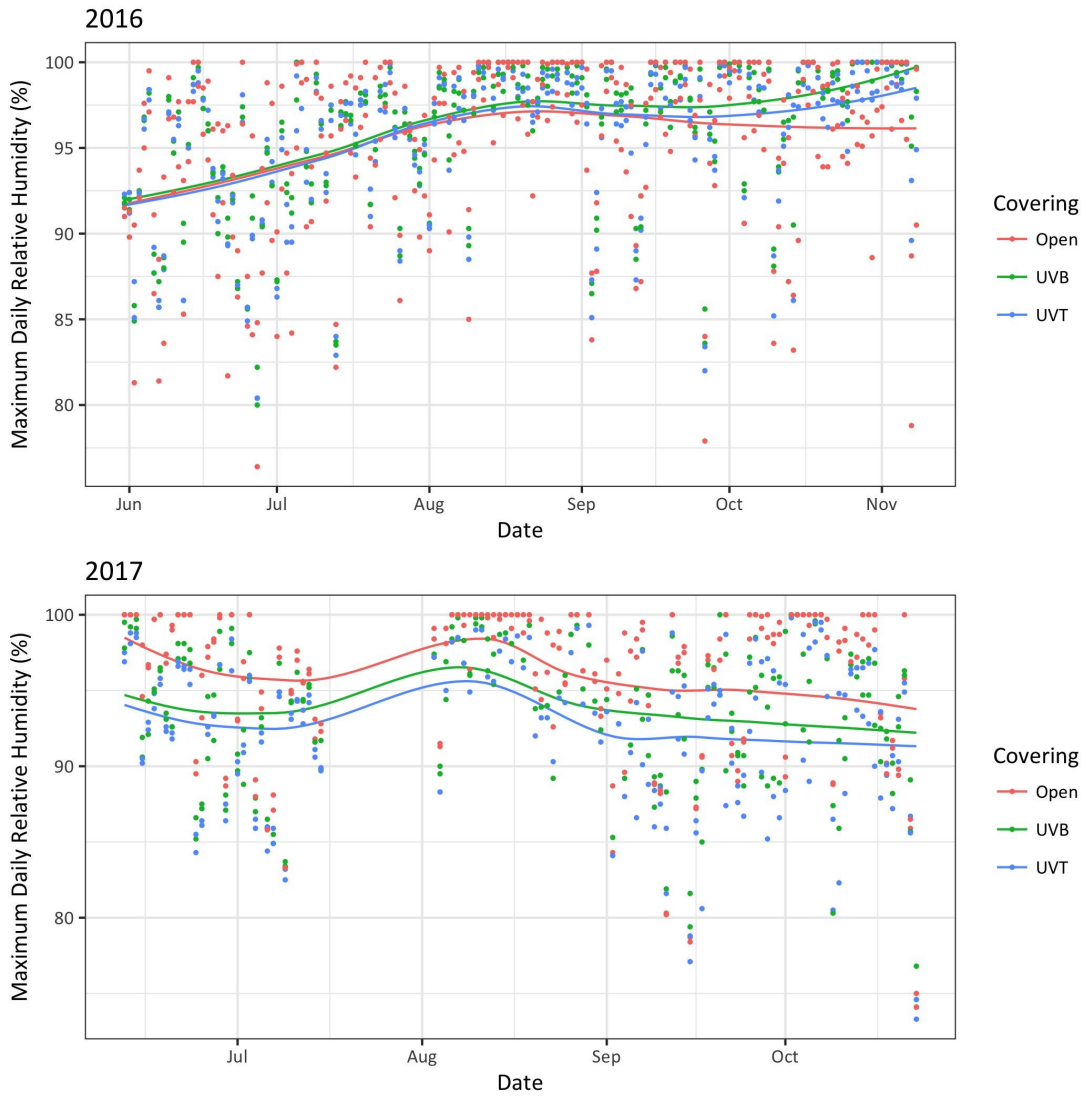 2016
Maximum Daily Relative Humidity (%)
100
95
90
85
80
Jun Jul Aug Sep Oct Nov
Date
Covering
Open
UVB
UVT
2017
Maximum Daily Relative Humidity (%)
100
90
80
Jul Aug Sep Oct
Date
Covering
Open
UVB
UVT